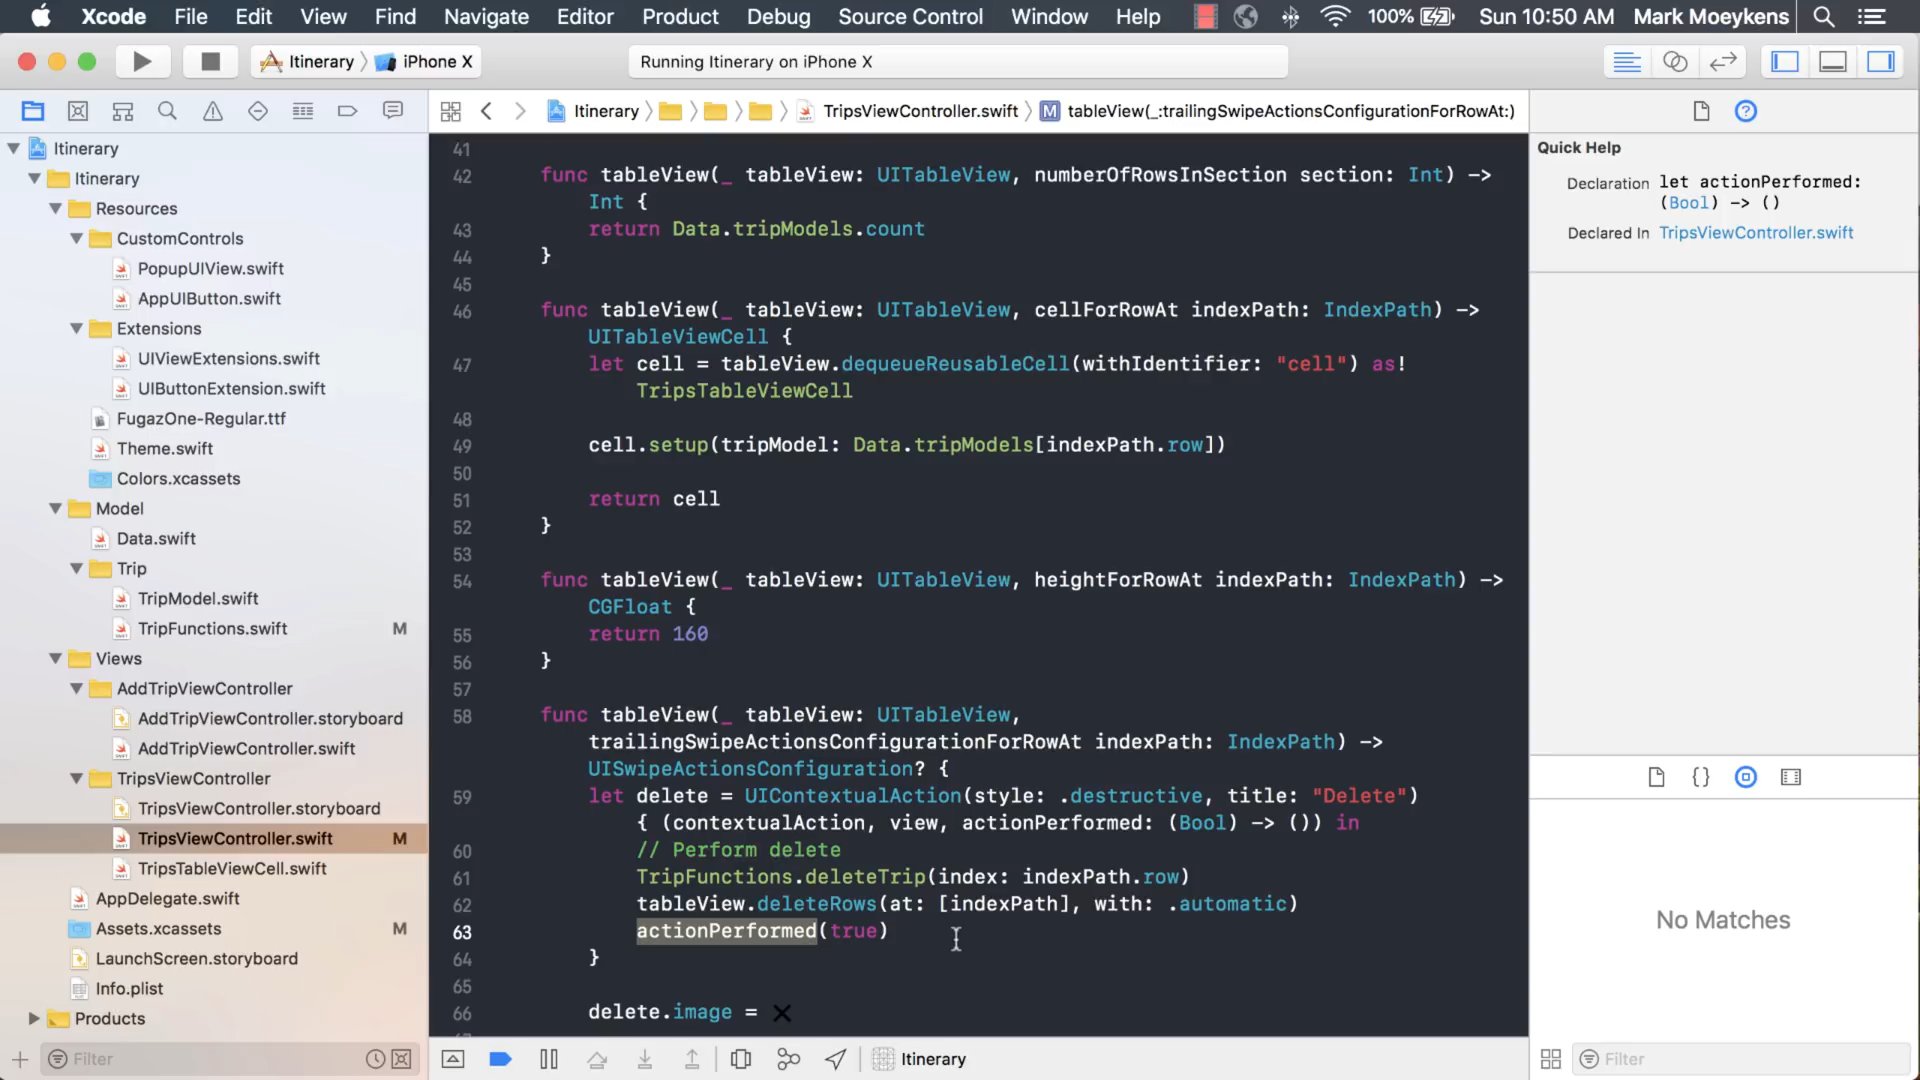 Xcode File Edit View Find Navigate Editor Product Debug Source Control Window Help 100% Sun 10:50 AM Mark Moeykens
Itinerary iPhone X
Running Itinerary on iPhone X
Itinerary TripsViewController.swift M tableView(_:trailingSwipeActionsConfigurationForRowAt:)
Itinerary
Itinerary
Resources
CustomControls
PopupUIView.swift
AppUIButton.swift
Extensions
UIViewExtensions.swift
UIButtonExtension.swift
FugazOne-Regular.ttf
Theme.swift
Colors.xcassets
Model
Data.swift
Trip
TripModel.swift
TripFunctions.swift M
Views
AddTripViewController
AddTripViewController.storyboard
AddTripViewController.swift
TripsViewController
TripsViewController.storyboard
TripsViewController.swift M
TripsTableViewCell.swift
AppDelegate.swift
Assets.xcassets M
LaunchScreen.storyboard
Info.plist
Products
Filter
41
42 func tableView(_ tableView: UITableView, numberOfRowsInSection section: Int) ->
Int {
43 return Data.tripModels.count
44 }
45
46 func tableView(_ tableView: UITableView, cellForRowAt indexPath: IndexPath) ->
UITableViewCell {
47 let cell = tableView.dequeueReusableCell(withIdentifier: "cell") as!
TripsTableViewCell
48
49 cell.setup(tripModel: Data.tripModels[indexPath.row])
50
51 return cell
52 }
53
54 func tableView(_ tableView: UITableView, heightForRowAt indexPath: IndexPath) ->
CGFloat {
55 return 160
56 }
57
58 func tableView(_ tableView: UITableView,
trailingSwipeActionsConfigurationForRowAt indexPath: IndexPath) ->
UISwipeActionsConfiguration? {
59 let delete = UIContextualAction(style: .destructive, title: "Delete")
{ (contextualAction, view, actionPerformed: (Bool) -> ()) in
60 // Perform delete
61 TripFunctions.deleteTrip(index: indexPath.row)
62 tableView.deleteRows(at: [indexPath], with: .automatic)
63 actionPerformed(true)
64 }
65
66 delete.image =
Itinerary
Quick Help
Declaration let actionPerformed:
(Bool) -> ()
Declared In TripsViewController.swift
No Matches
Filter